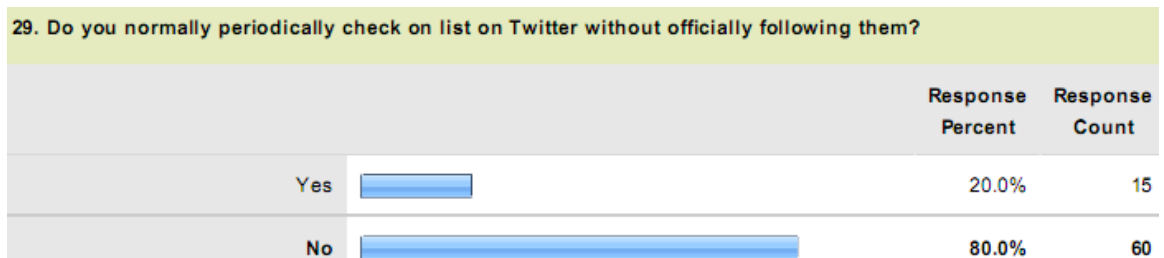 29. Do you normally periodically check on list on Twitter without officially following them?
Response Response
Percent Count
Yes 20.0% 15
No 80.0% 60